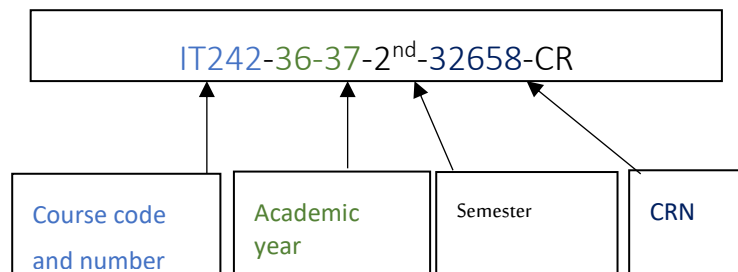 IT242-36-37-2nd-32658-CR
Course code
and number
Academic
year
Semester
CRN